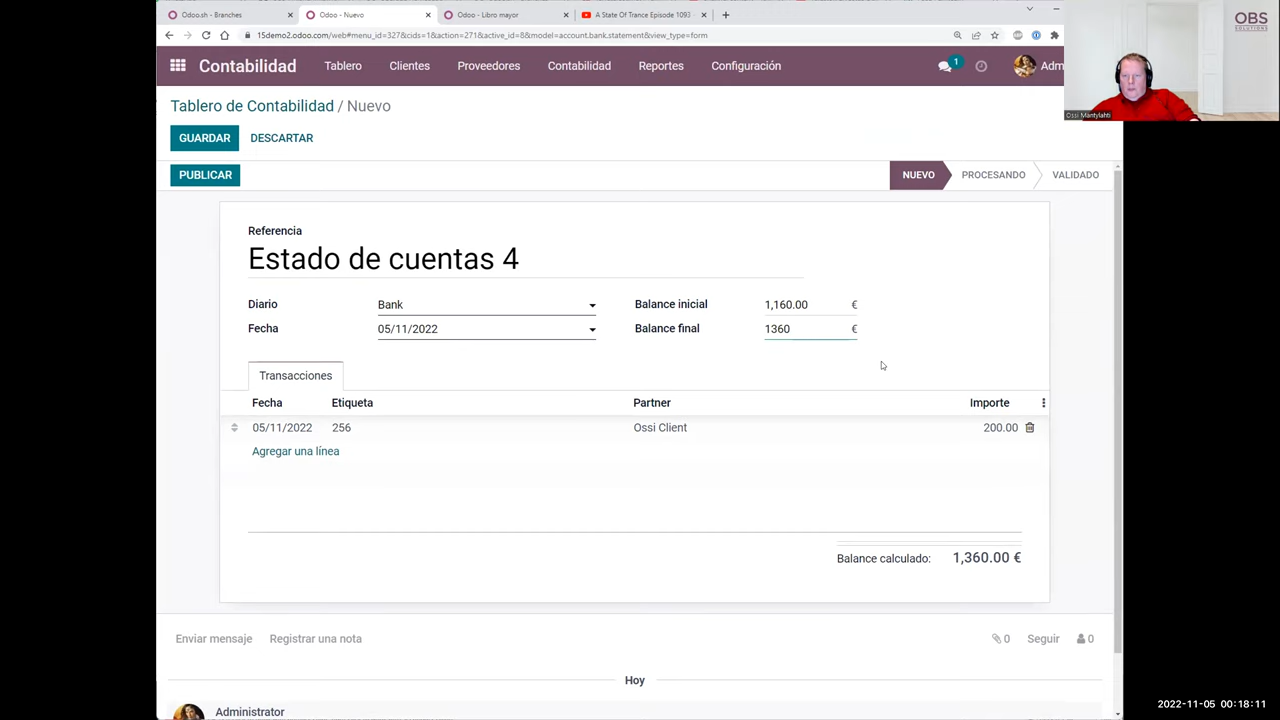 Odoo.sh - Branches
Odoo - Nuevo
Odoo - Libro mayor
A State Of Trance Episode 1093
15demo2.odoo.com/web#menu_id=327&cids=1&action=271&active_id=8&model=account.bank.statement&view_type=form
OBS
SOLUTIONS
Ossi Mäntylahti
Contabilidad
Tablero
Clientes
Proveedores
Contabilidad
Reportes
Configuración
1
Adm
Tablero de Contabilidad / Nuevo
GUARDAR
DESCARTAR
PUBLICAR
NUEVO
PROCESANDO
VALIDADO
Referencia
Estado de cuentas 4
Diario
Bank
Balance inicial
1,160.00 €
Fecha
05/11/2022
Balance final
1360 €
Transacciones
Fecha Etiqueta Partner Importe
05/11/2022 256 Ossi Client 200.00
Agregar una línea
Balance calculado: 1,360.00 €
Enviar mensaje
Registrar una nota
0
Seguir
0
Hoy
Administrator
2022-11-05 00:18:11